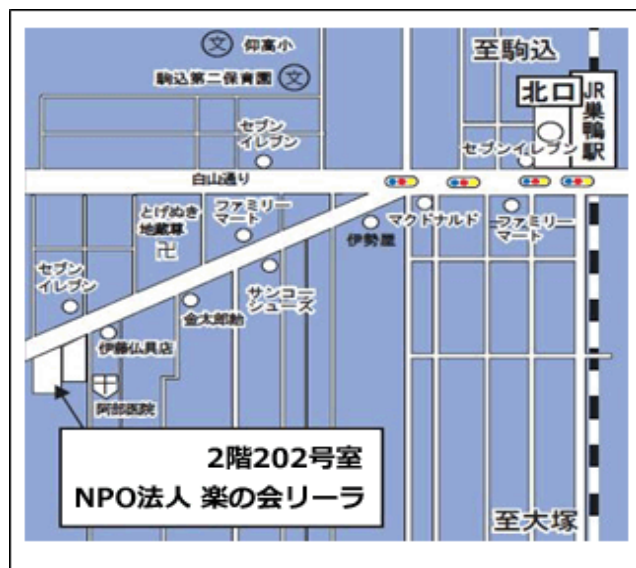 文
仰高小
至駒込
駒込第二保育園
文
北口
JR巣鴨駅
セブン
イレブン
セブンイレブン
白山通り
とげぬき
地蔵尊
卍
ファミリー
マート
マクドナルド
ファミリー
マート
伊勢屋
セブン
イレブン
サンコー
シューズ
金太郎飴
伊藤仏具店
阿部医院
2階202号室
NPO法人 楽の会リーラ
至大塚